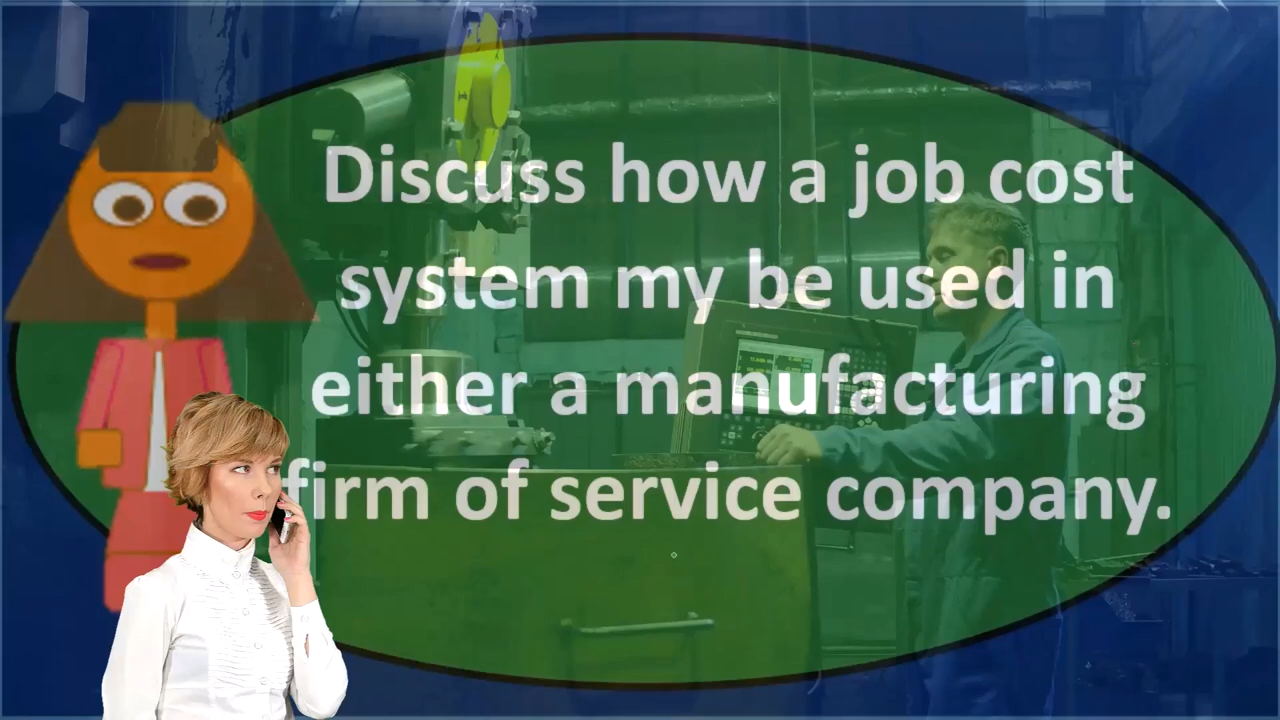 Discuss how a job cost
system my be used in
either a manufacturing
firm of service company.